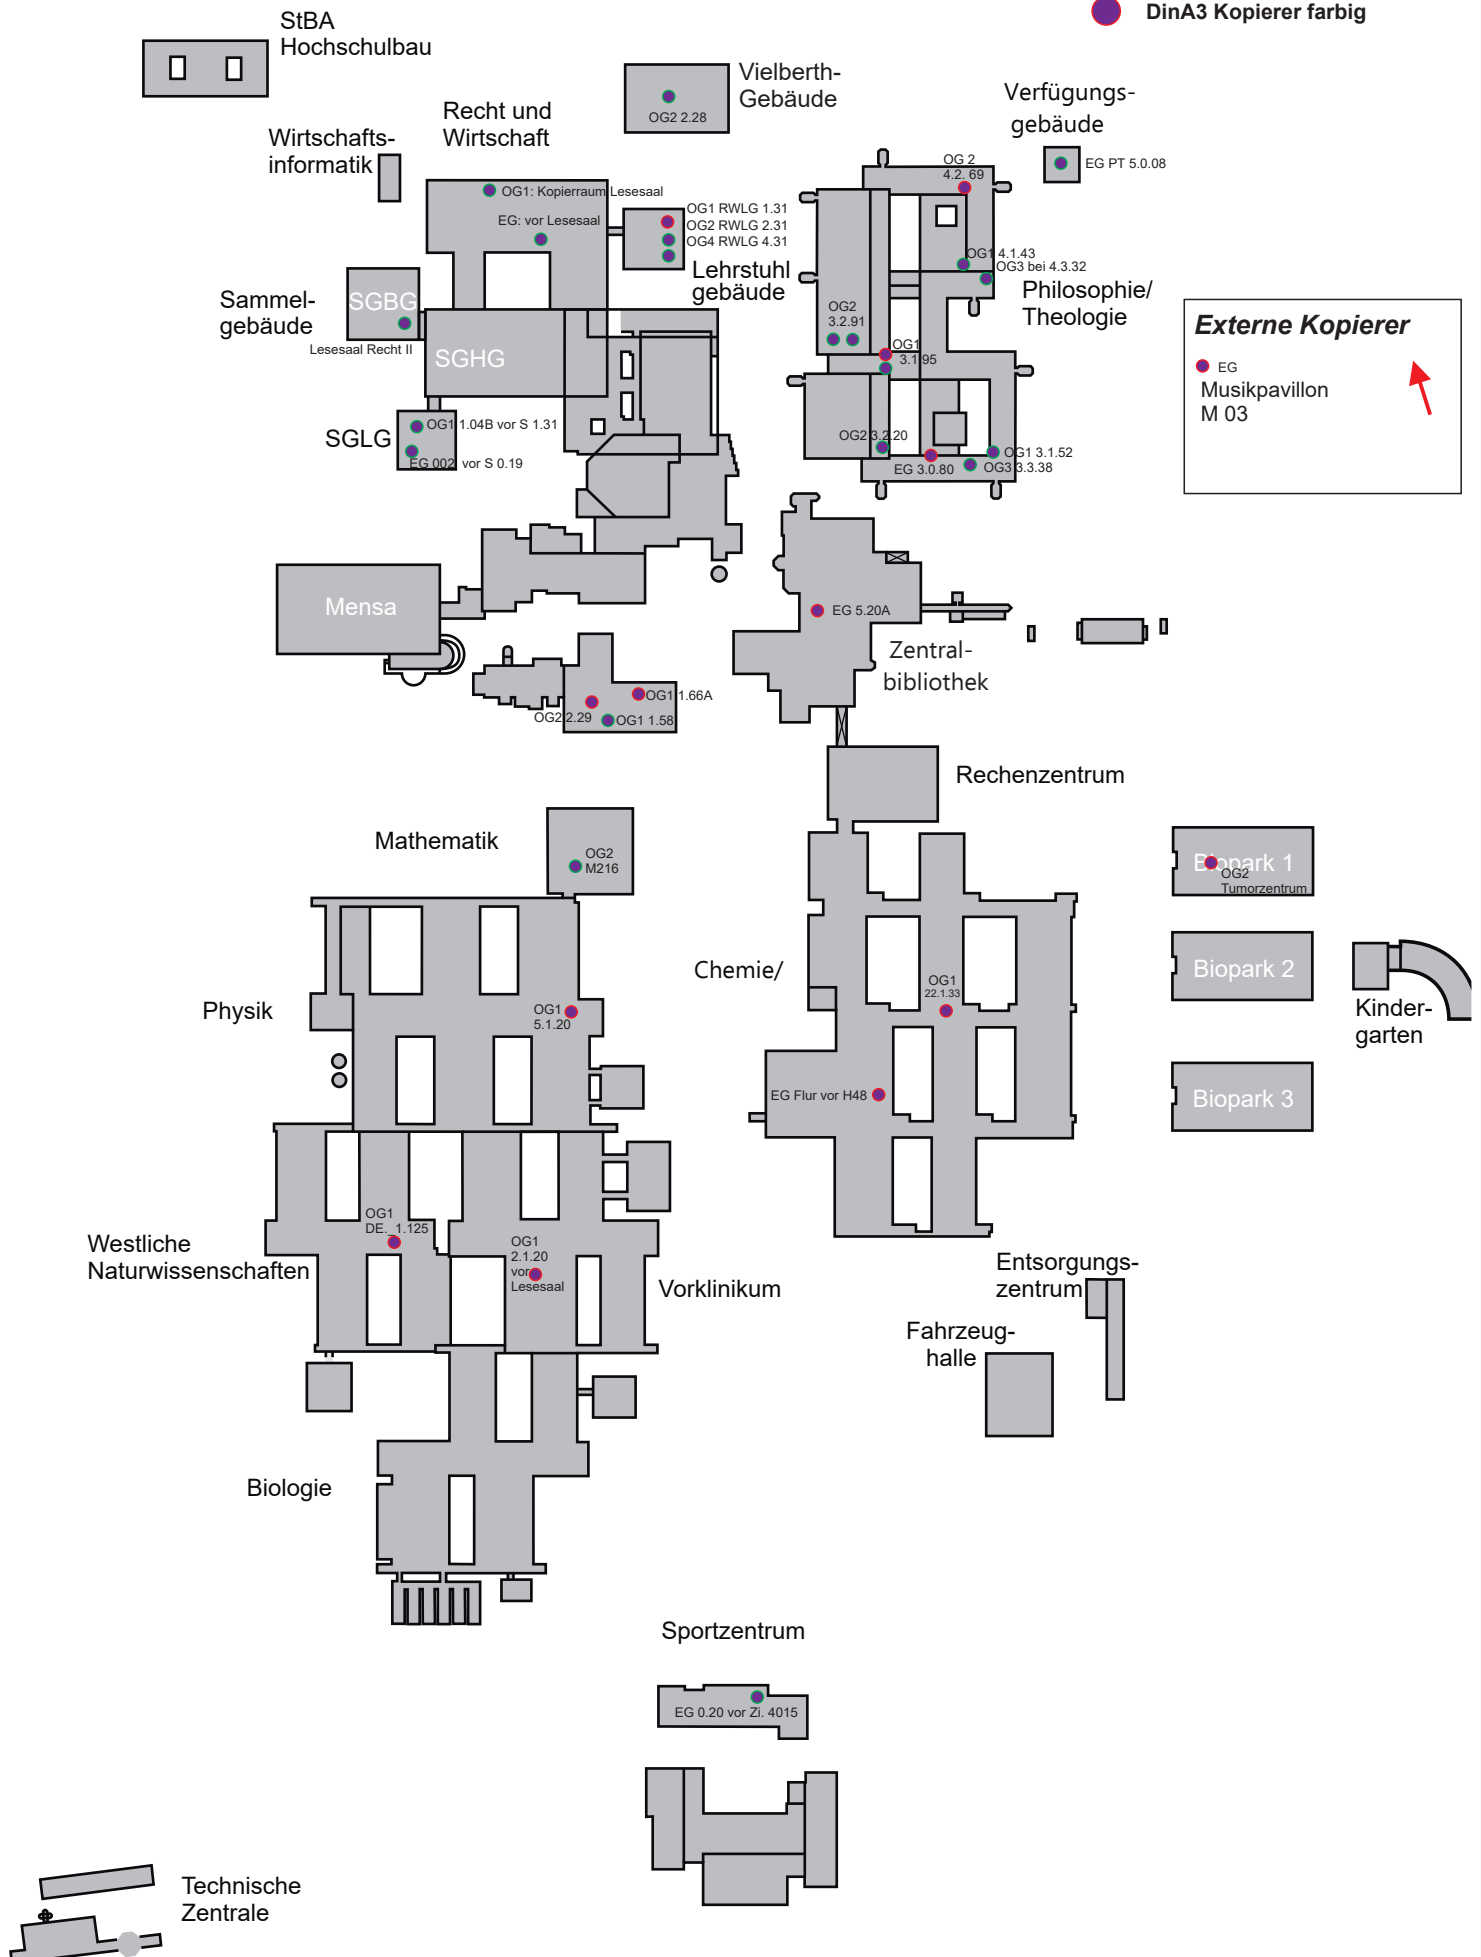 DinA3 Kopierer farbig
StBA
Hochschulbau
Vielberth-
Gebäude
OG2 2.28
Recht und
Wirtschaft
Wirtschafts-
informatik
Verfügungs-
gebäude
EG PT 5.0.08
OG 2
4.2. 69
OG1: Kopierraum Lesesaal
EG: vor Lesesaal
OG1 RWLG 1.31
OG2 RWLG 2.31
OG4 RWLG 4.31
Lehrstuhl
gebäude
OG1 4.1.43
OG3 bei 4.3.32
Philosophie/
Theologie
Sammel-
gebäude
SGBG
Lesesaal Recht II
SGHG
OG2
3.2.91
OG1
3.1.95
Externe Kopierer
EG
Musikpavillon
M 03
SGLG
OG1 1.04B vor S 1.31
EG 002 vor S 0.19
OG2 3.2.20
EG 3.0.80
OG1 3.1.52
OG3 3.3.38
Mensa
EG 5.20A
Zentral-
bibliothek
OG1 1.66A
OG2 2.29
OG1 1.58
Rechenzentrum
Mathematik
OG2
M216
Biopark 1
OG2
Tumorzentrum
Chemie/
Biopark 2
OG1
22.1.33
Physik
OG1
5.1.20
Kinder-
garten
EG Flur vor H48
Biopark 3
OG1
DE._1.125
OG1
2.1.20
vor
Lesesaal
Westliche
Naturwissenschaften
Vorklinikum
Entsorgungs-
zentrum
Fahrzeug-
halle
Biologie
Sportzentrum
EG 0.20 vor Zi. 4015
Technische
Zentrale